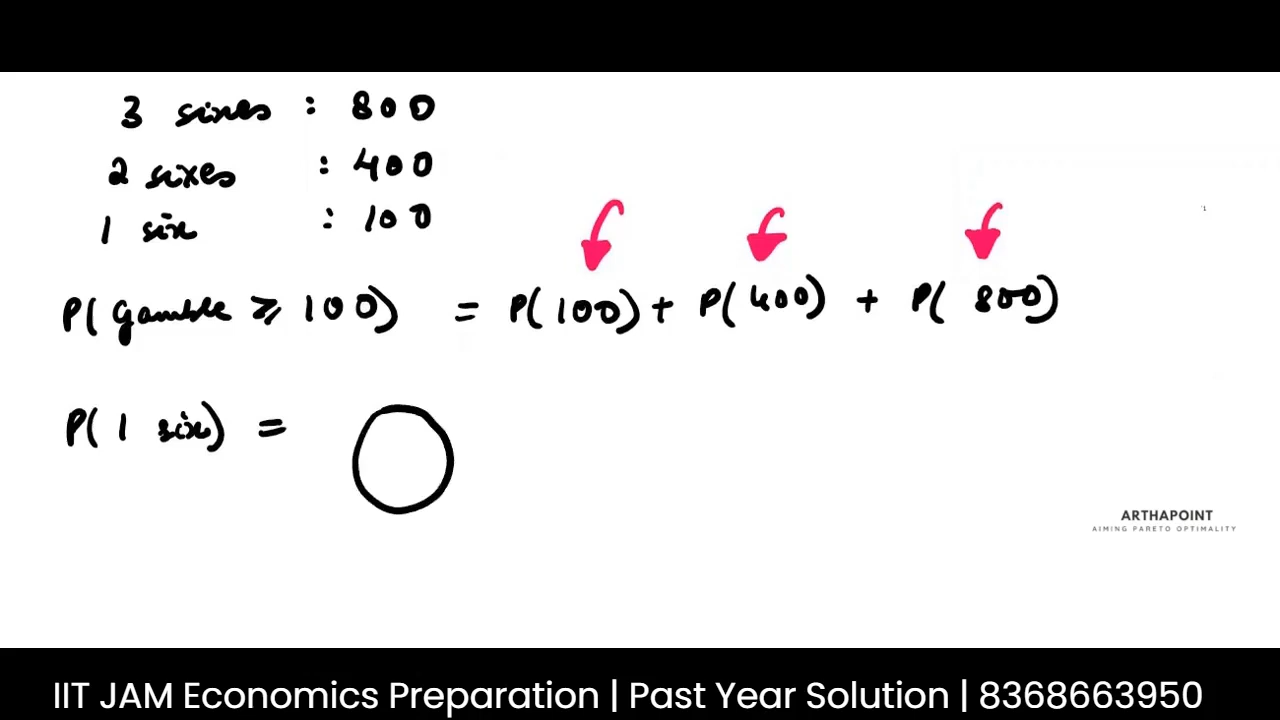 3 sixes : 800
2 sixes : 400
1 six : 100
P(gamble ⩾ 100) = P(100) + P(400) + P(800)
P(1 six) =
ARTHAPOINT
AIMING PARETO OPTIMALITY
IIT JAM Economics Preparation | Past Year Solution | 8368663950